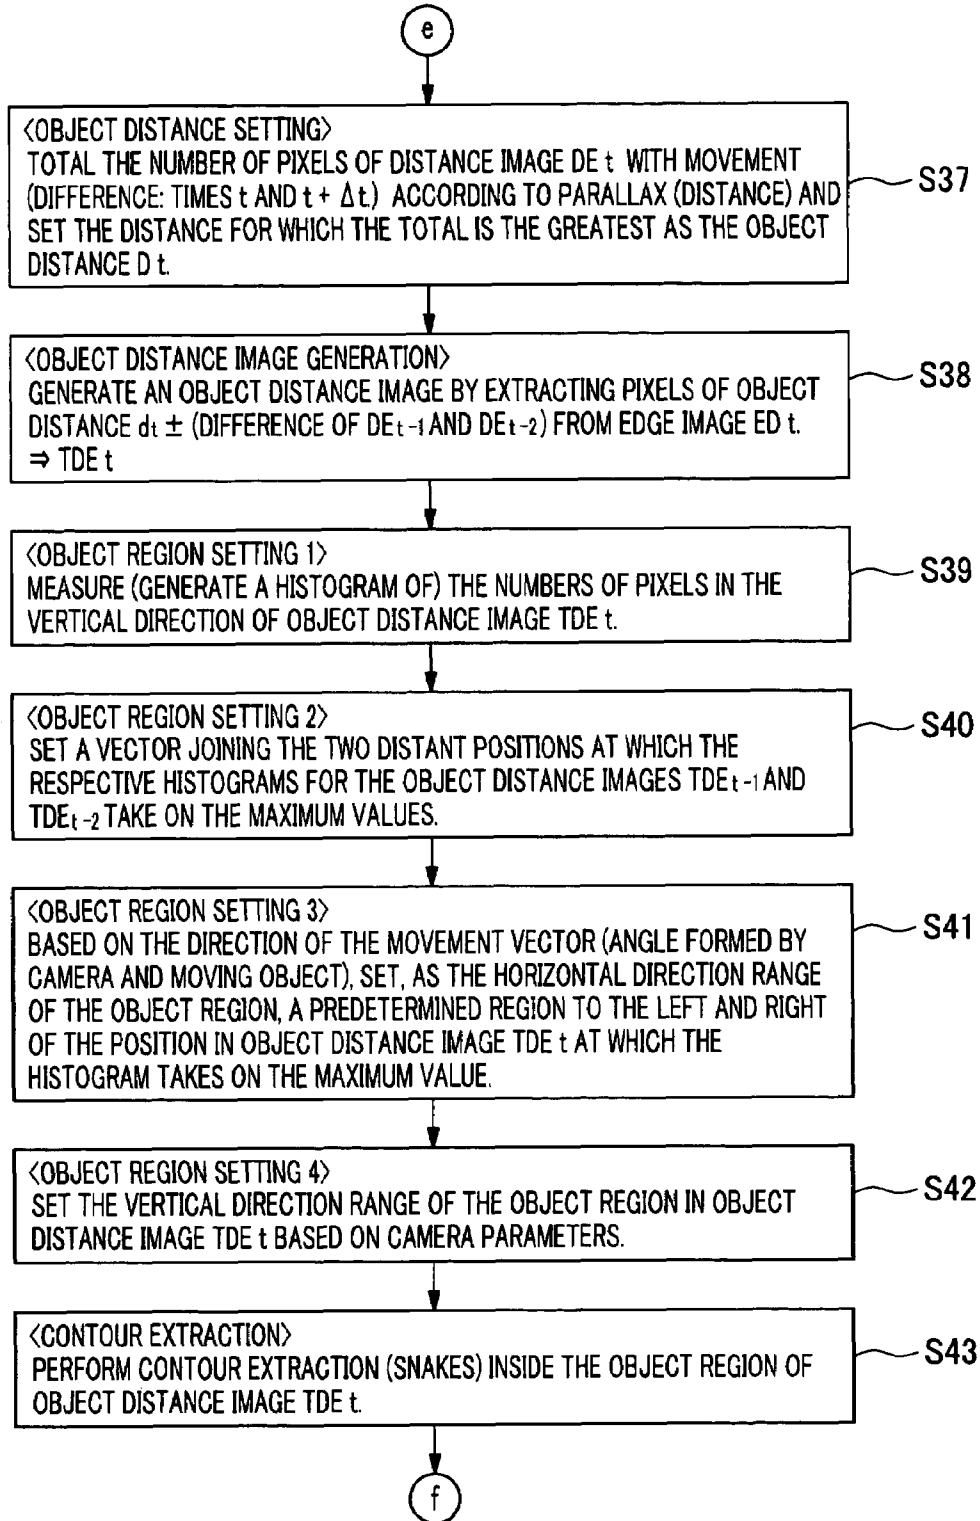 e
〈OBJECT DISTANCE SETTING〉
TOTAL THE NUMBER OF PIXELS OF DISTANCE IMAGE DE t WITH MOVEMENT
(DIFFERENCE: TIMES t AND t + Δt.) ACCORDING TO PARALLAX (DISTANCE) AND
SET THE DISTANCE FOR WHICH THE TOTAL IS THE GREATEST AS THE OBJECT
DISTANCE D t.
S37
〈OBJECT DISTANCE IMAGE GENERATION〉
GENERATE AN OBJECT DISTANCE IMAGE BY EXTRACTING PIXELS OF OBJECT
DISTANCE dt ± (DIFFERENCE OF DEt-1 AND DEt-2) FROM EDGE IMAGE ED t.
⇒ TDE t
S38
〈OBJECT REGION SETTING 1〉
MEASURE (GENERATE A HISTOGRAM OF) THE NUMBERS OF PIXELS IN THE
VERTICAL DIRECTION OF OBJECT DISTANCE IMAGE TDE t.
S39
〈OBJECT REGION SETTING 2〉
SET A VECTOR JOINING THE TWO DISTANT POSITIONS AT WHICH THE
RESPECTIVE HISTOGRAMS FOR THE OBJECT DISTANCE IMAGES TDEt-1 AND
TDEt-2 TAKE ON THE MAXIMUM VALUES.
S40
〈OBJECT REGION SETTING 3〉
BASED ON THE DIRECTION OF THE MOVEMENT VECTOR (ANGLE FORMED BY
CAMERA AND MOVING OBJECT), SET, AS THE HORIZONTAL DIRECTION RANGE
OF THE OBJECT REGION, A PREDETERMINED REGION TO THE LEFT AND RIGHT
OF THE POSITION IN OBJECT DISTANCE IMAGE TDE t AT WHICH THE
HISTOGRAM TAKES ON THE MAXIMUM VALUE.
S41
〈OBJECT REGION SETTING 4〉
SET THE VERTICAL DIRECTION RANGE OF THE OBJECT REGION IN OBJECT
DISTANCE IMAGE TDE t BASED ON CAMERA PARAMETERS.
S42
〈CONTOUR EXTRACTION〉
PERFORM CONTOUR EXTRACTION (SNAKES) INSIDE THE OBJECT REGION OF
OBJECT DISTANCE IMAGE TDE t.
S43
f